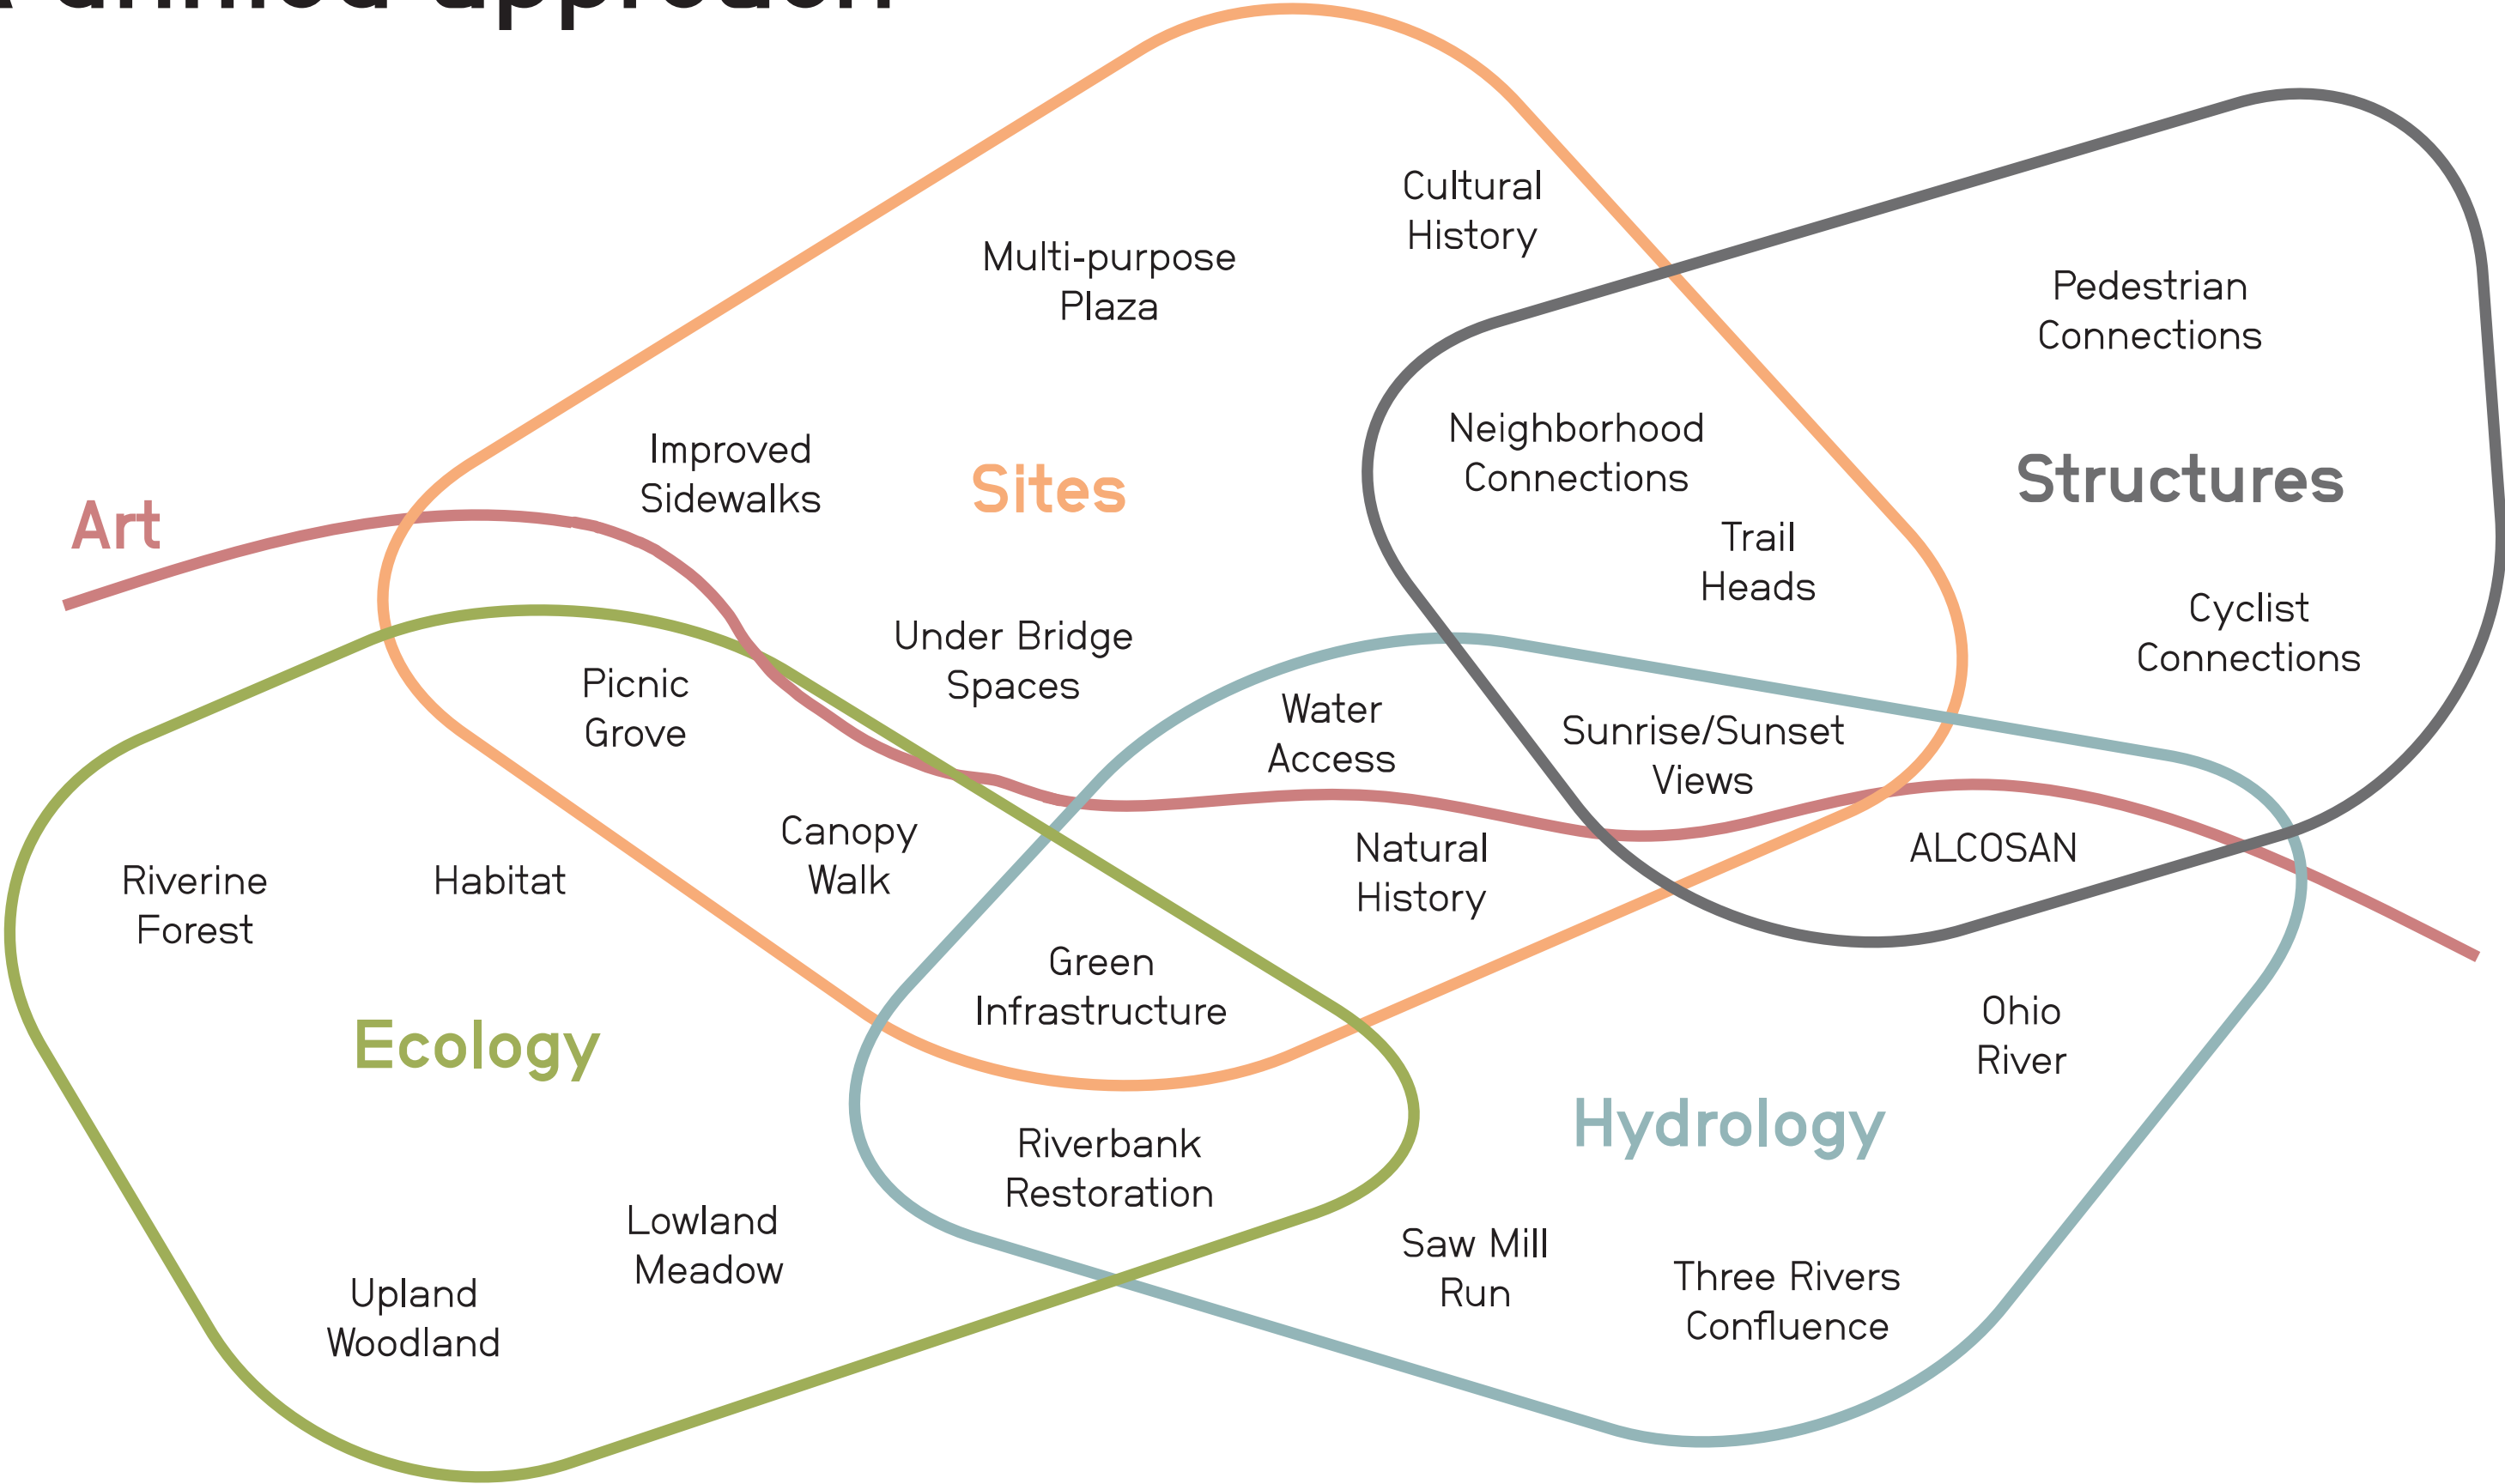 approach
Cultural
History
Multi-purpose
Plaza
Pedestrian
Connections
Improved
Sidewalks
Sites
Neighborhood
Connections
Structures
Art
Trail
Heads
Under Bridge
Spaces
Cyclist
Connections
Picnic
Grove
Water
Access
Sunrise/Sunset
Views
Canopy
Walk
Natural
History
ALCOSAN
Riverine
Forest
Habitat
Green
Infrastructure
Ecology
Ohio
River
Hydrology
Riverbank
Restoration
Lowland
Meadow
Saw Mill
Run
Upland
Woodland
Three Rivers
Confluence